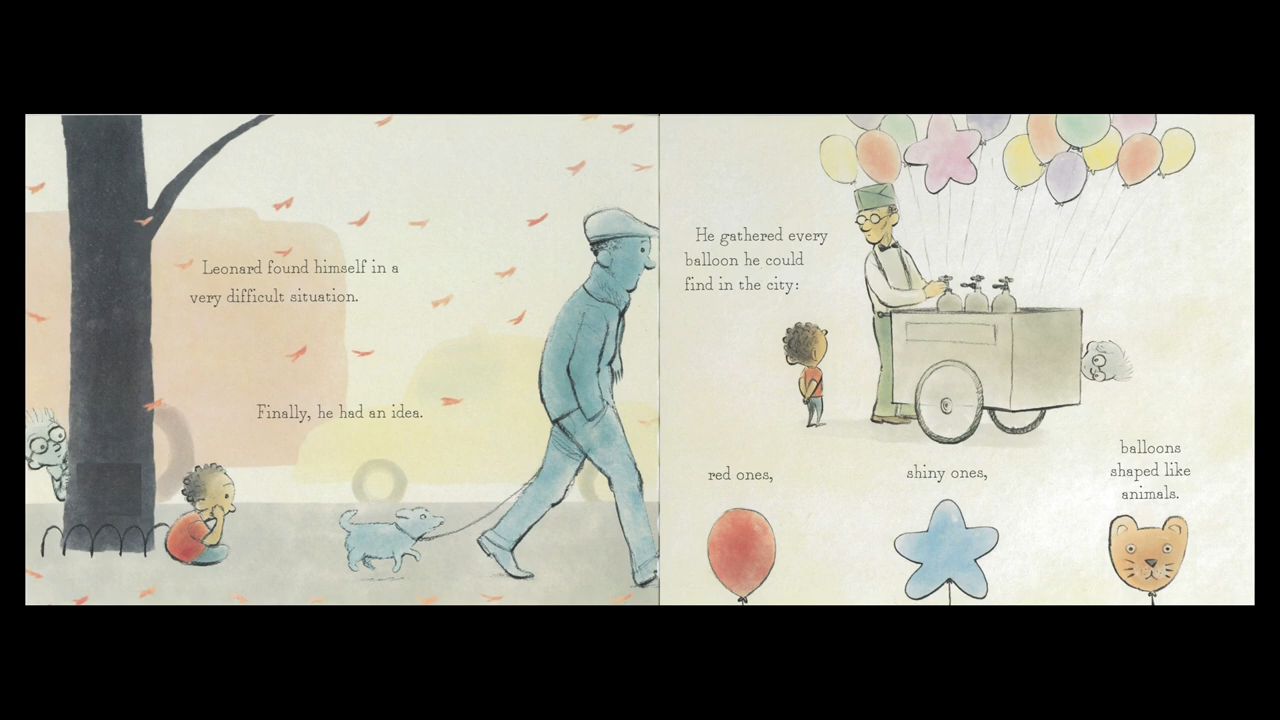 Leonard found himself in a
very difficult situation.
Finally, he had an idea.
He gathered every
balloon he could
find in the city:
red ones,
shiny ones,
balloons
shaped like
animals.